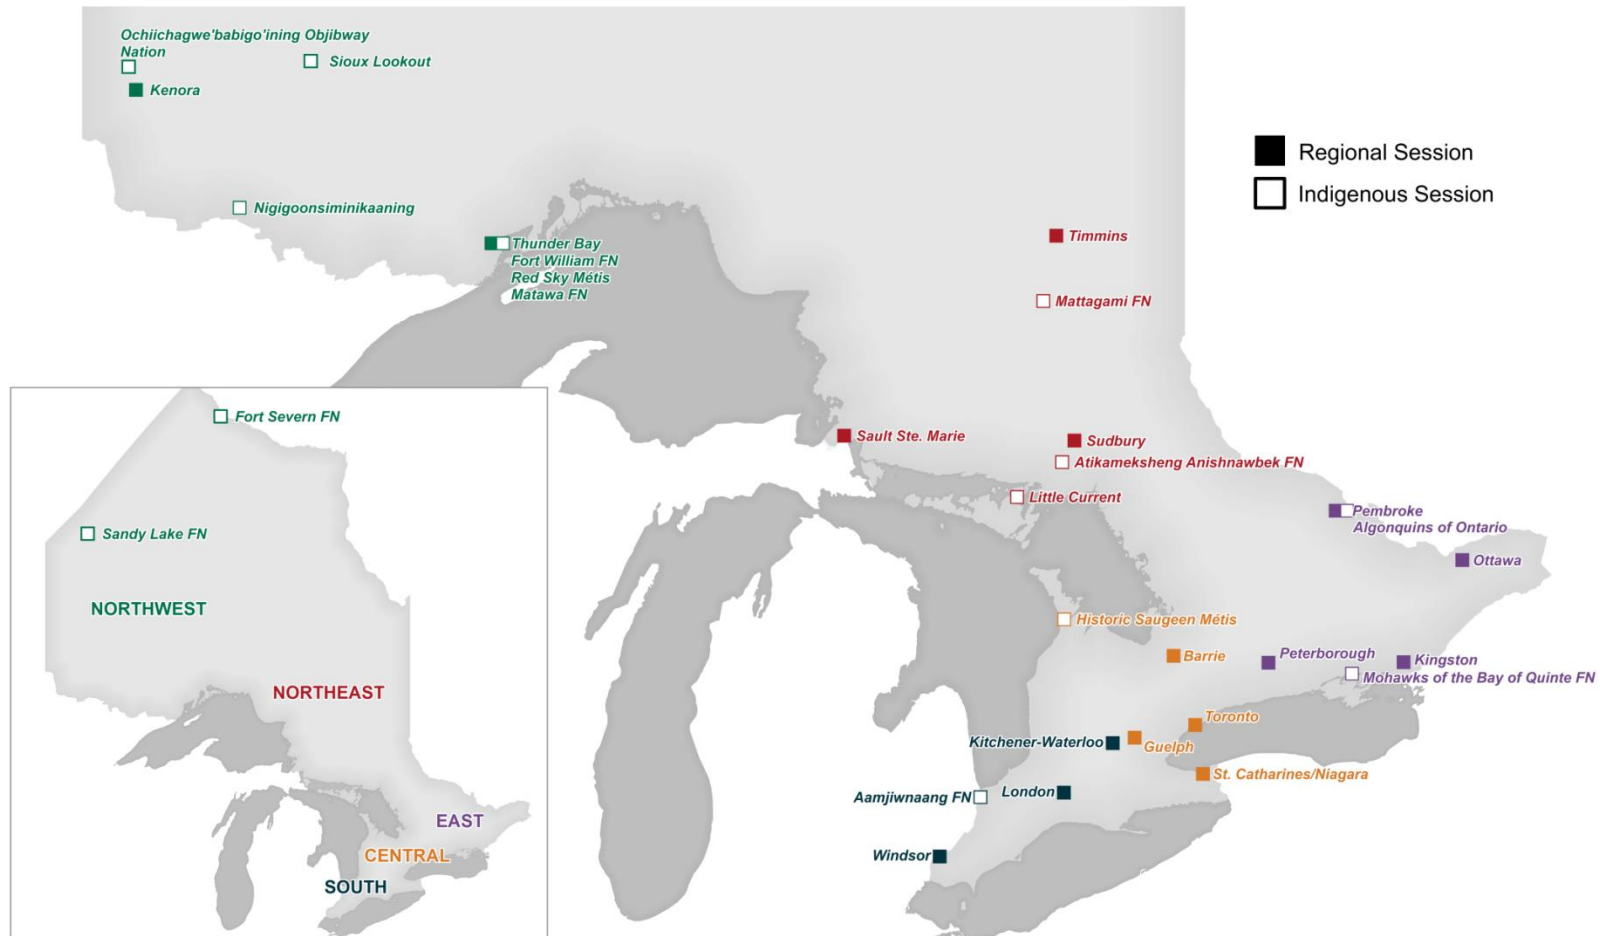 Ochiichagwe'babigo'ining Objibway
Nation
Sioux Lookout
Kenora
Regional Session
Indigenous Session
Nigigoonsiminikaaning
Timmins
Thunder Bay
Fort William FN
Red Sky Métis
Matawa FN
Mattagami FN
Fort Severn FN
Sault Ste. Marie
Sudbury
Atikameksheng Anishnawbek FN
Little Current
Pembroke
Algonquins of Ontario
Sandy Lake FN
Ottawa
NORTHWEST
Historic Saugeen Métis
Barrie
Peterborough
Kingston
Mohawks of the Bay of Quinte FN
NORTHEAST
Toronto
Kitchener-Waterloo
Guelph
St. Catharines/Niagara
Aamjiwnaang FN
London
EAST
CENTRAL
Windsor
SOUTH